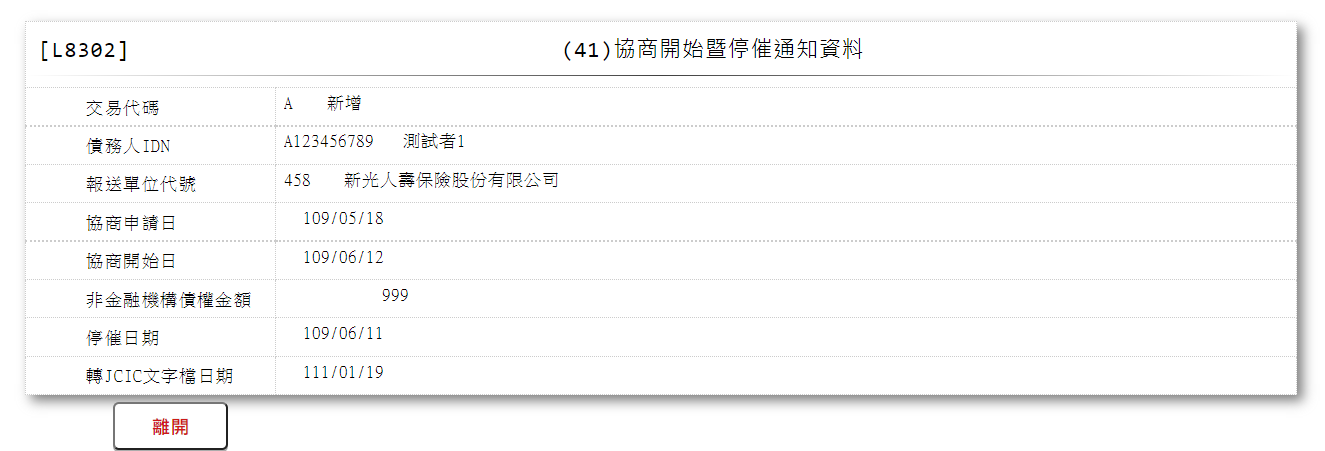 [L8302] (41)協商開始暨停催通知資料
交易代碼 A 新增
債務人IDN A123456789 測試者1
報送單位代號 458 新光人壽保險股份有限公司
協商申請日 109/05/18
協商開始日 109/06/12
非金融機構債權金額 999
停催日期 109/06/11
轉JCIC文字檔日期 111/01/19
離開